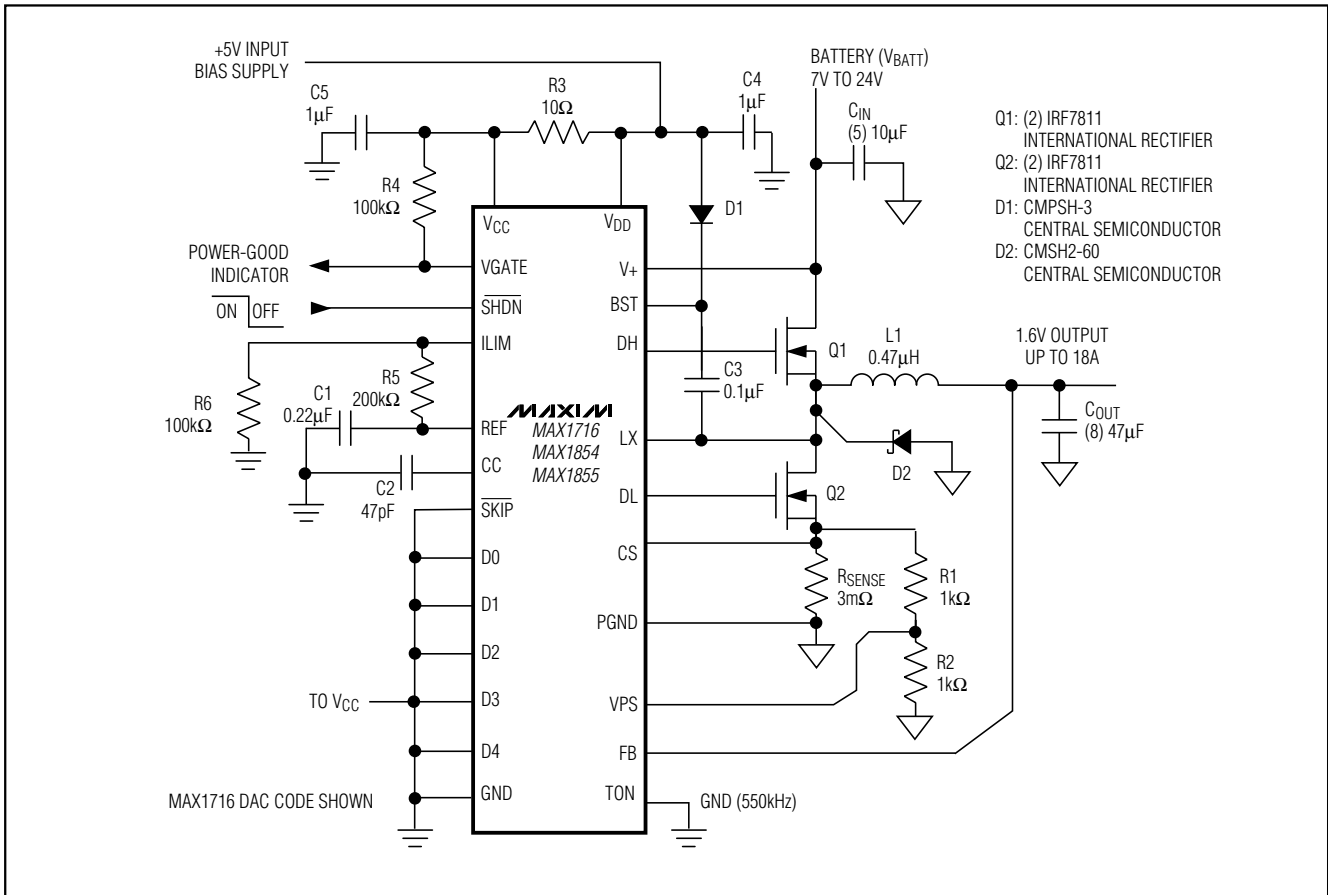 +5V INPUT
BIAS SUPPLY
C5
1µF
R3
10Ω
C4
1µF
BATTERY (VBATT)
7V TO 24V
CIN
(5) 10µF
Q1: (2) IRF7811
INTERNATIONAL RECTIFIER
Q2: (2) IRF7811
INTERNATIONAL RECTIFIER
D1: CMPSH-3
CENTRAL SEMICONDUCTOR
D2: CMSH2-60
CENTRAL SEMICONDUCTOR
R4
100kΩ
D1
VCC
VDD
POWER-GOOD
INDICATOR
VGATE
V+
ON
OFF
SHDN
BST
ILIM
DH
Q1
L1
0.47µH
1.6V OUTPUT
UP TO 18A
R5
200kΩ
C3
0.1µF
R6
100kΩ
C1
0.22µF
MAXIM
MAX1716
MAX1854
MAX1855
REF
LX
COUT
(8) 47µF
CC
C2
47pF
D2
DL
Q2
SKIP
CS
D0
RSENSE
3mΩ
R1
1kΩ
D1
PGND
D2
R2
1kΩ
TO VCC
D3
VPS
D4
FB
MAX1716 DAC CODE SHOWN
GND
TON
GND (550kHz)